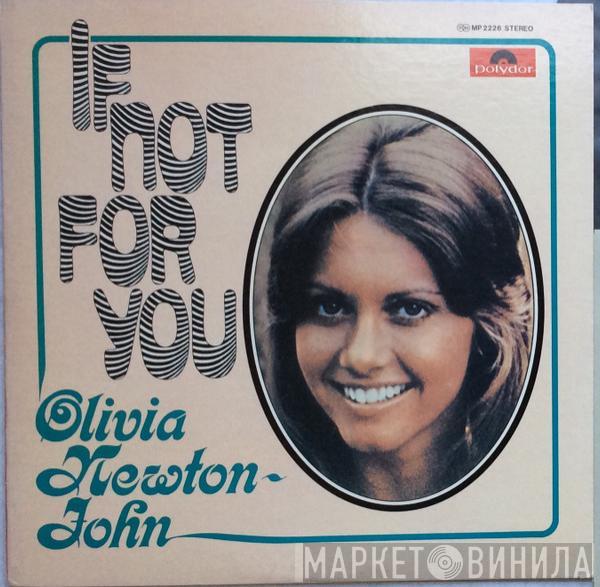 MP 2226 STEREO
polydor
IF
NOT
FOR
YOU
Olivia
Newton-
John
МАРКЕТ ВИНИЛА